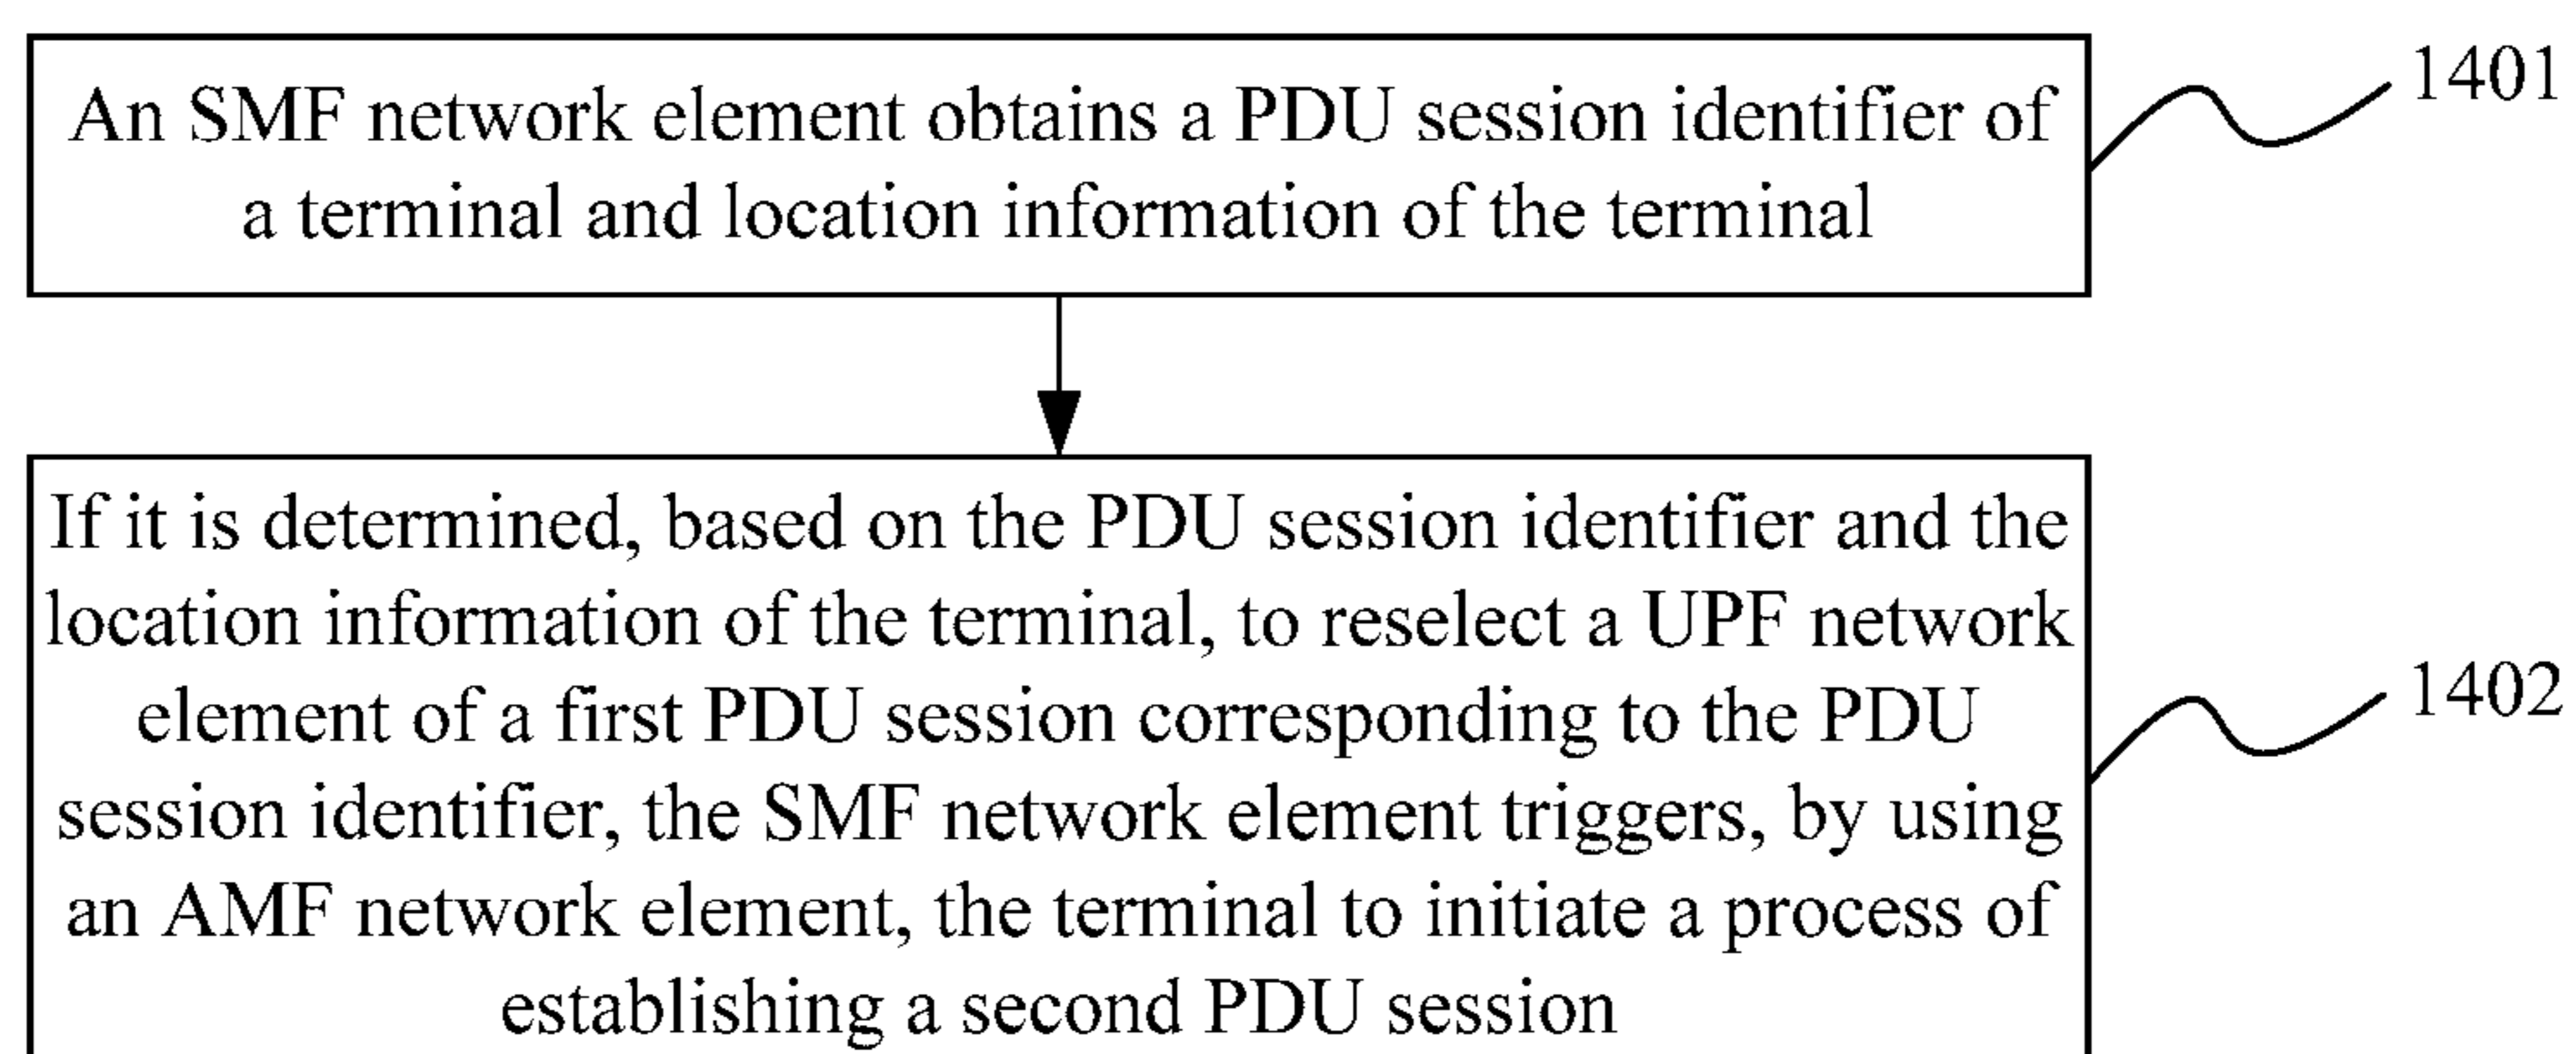 An SMF network element obtains a PDU session identifier of
a terminal and location information of the terminal
1401
If it is determined, based on the PDU session identifier and the
location information of the terminal, to reselect a UPF network
element of a first PDU session corresponding to the PDU
session identifier, the SMF network element triggers, by using
an AMF network element, the terminal to initiate a process of
establishing a second PDU session
1402